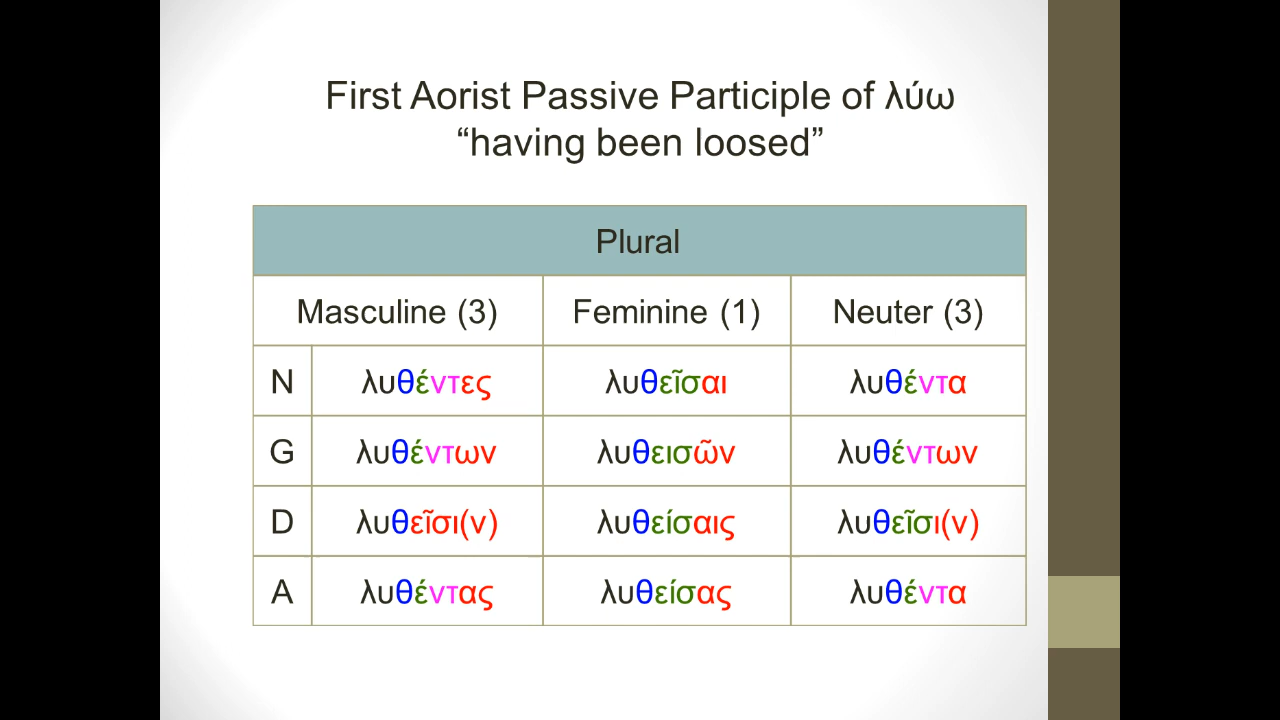 First Aorist Passive Participle of λύω
“having been loosed”
Plural
Masculine (3) Feminine (1) Neuter (3)
N λυθέντες λυθεῖσαι λυθέντα
G λυθέντων λυθεισῶν λυθέντων
D λυθεῖσι(ν) λυθείσαις λυθεῖσι(ν)
A λυθέντας λυθείσας λυθέντα